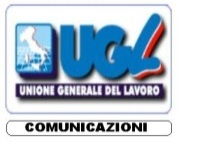 UGL
UNIONE GENERALE DEL LAVORO
COMUNICAZIONI